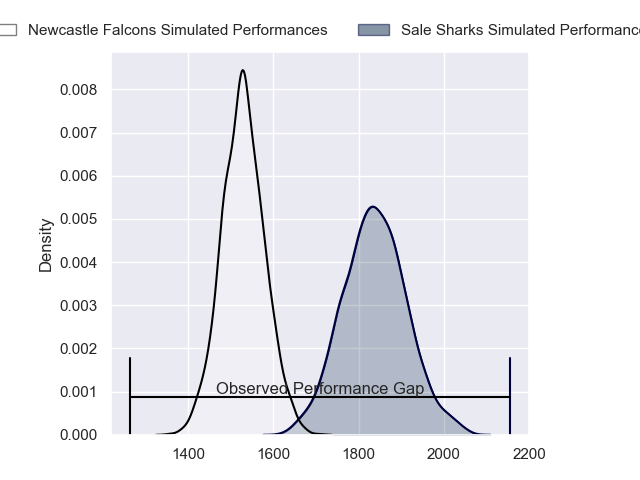 Newcastle Falcons Simulated Performances
Sale Sharks Simulated Performance
0.008
0.007
0.006
0.005
0.004
0.003
0.002
0.001
0.000
Density
Observed Performance Gap
1400 1600 1800 2000 2200